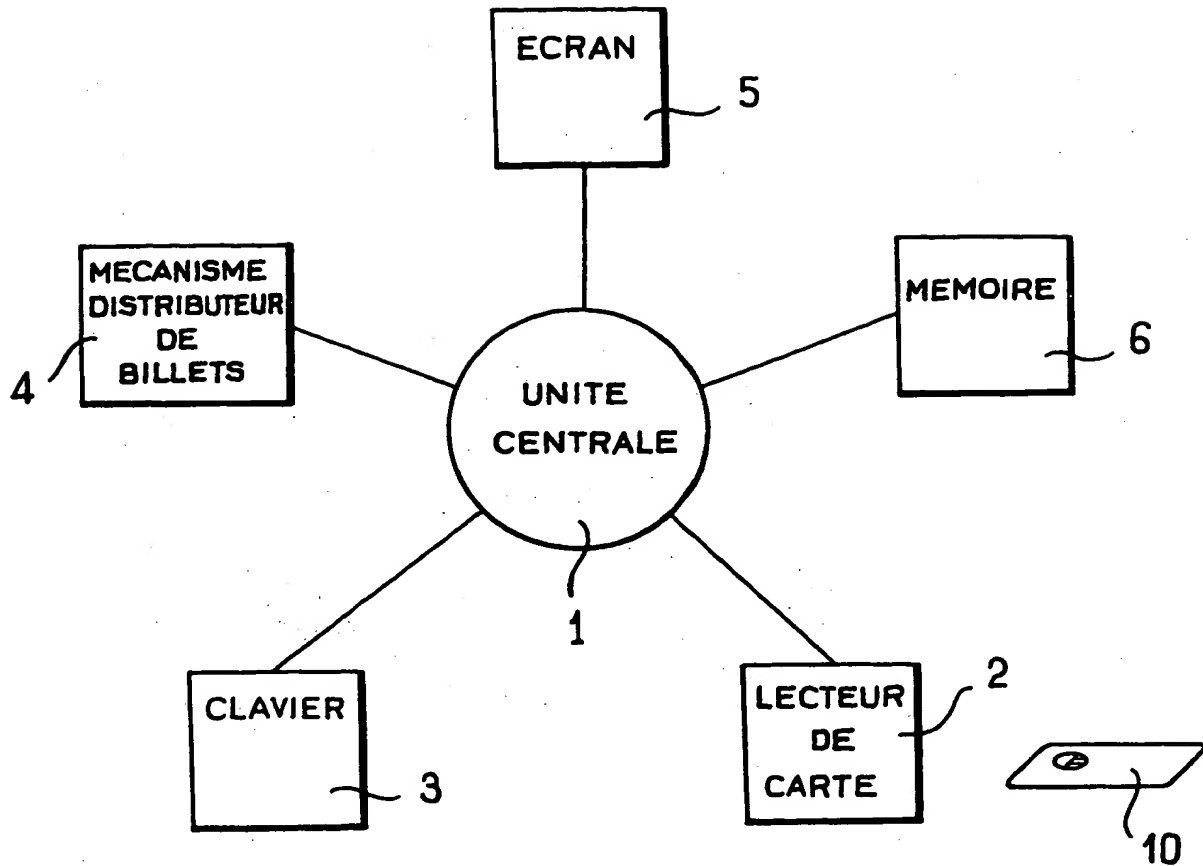 ECRAN
5
MECANISME
DISTRIBUTEUR
DE
BILLETS
4
MEMOIRE
6
UNITE
CENTRALE
1
CLAVIER
3
LECTEUR
DE
CARTE
2
10